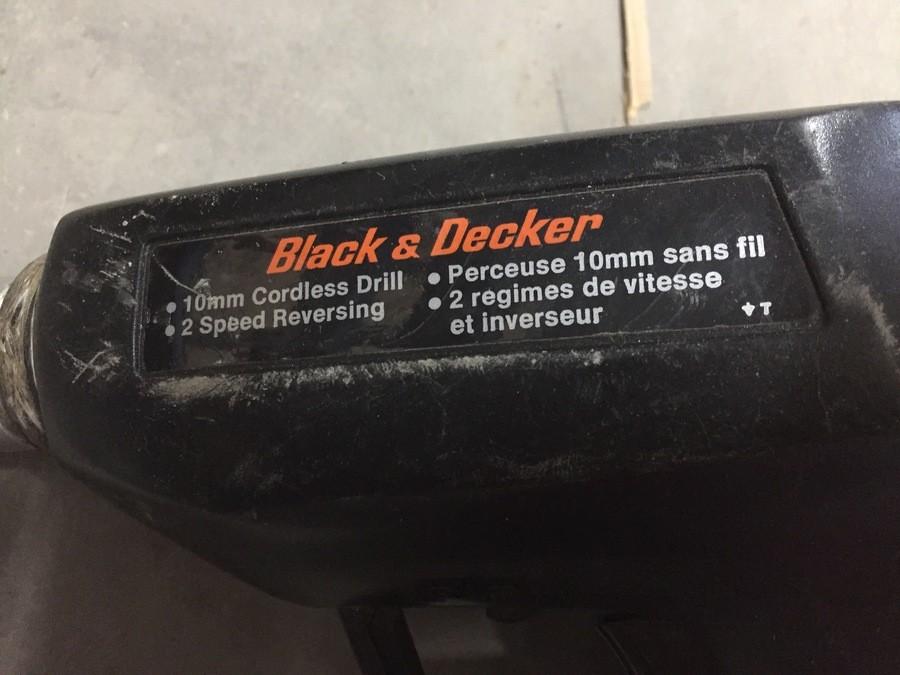 Black & Decker
• 10mm Cordless Drill
• 2 Speed Reversing
• Perceuse 10mm sans fil
• 2 regimes de vitesse
et inverseur